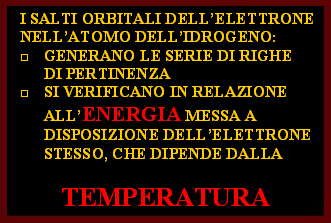 I SALTI ORBITALI DELL'ELETTRONE
NELL'ATOMO DELL'IDROGENO:
□ GENERANO LE SERIE DI RIGHE
DI PERTINENZA
□ SI VERIFICANO IN RELAZIONE
ALL'ENERGIA MESSA A
DISPOSIZIONE DELL'ELETTRONE
STESSO, CHE DIPENDE DALLA
TEMPERATURA